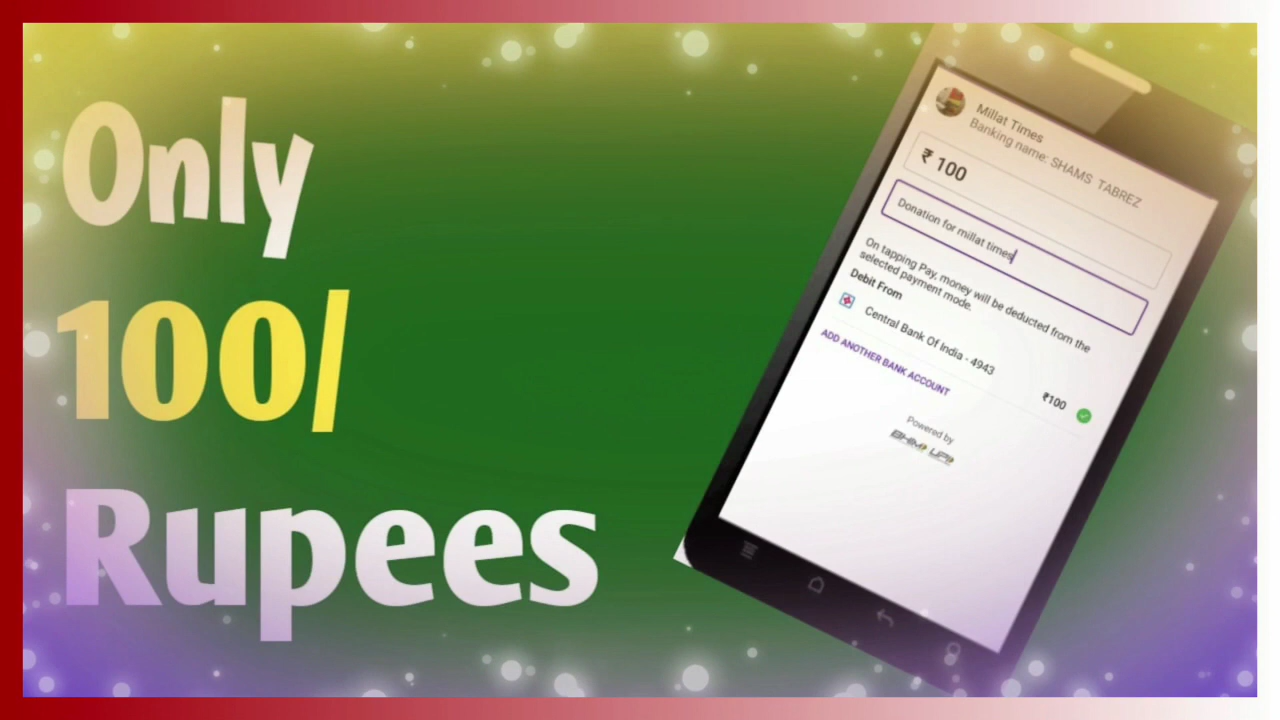 Only
100/
Rupees
Millat Times
Banking name: SHAMS TABREZ
₹ 100
Donation for millat times
On tapping Pay, money will be deducted from the
selected payment mode.
Debit From
Central Bank Of India - 4943
₹100
ADD ANOTHER BANK ACCOUNT
Powered by
BHIM UPI